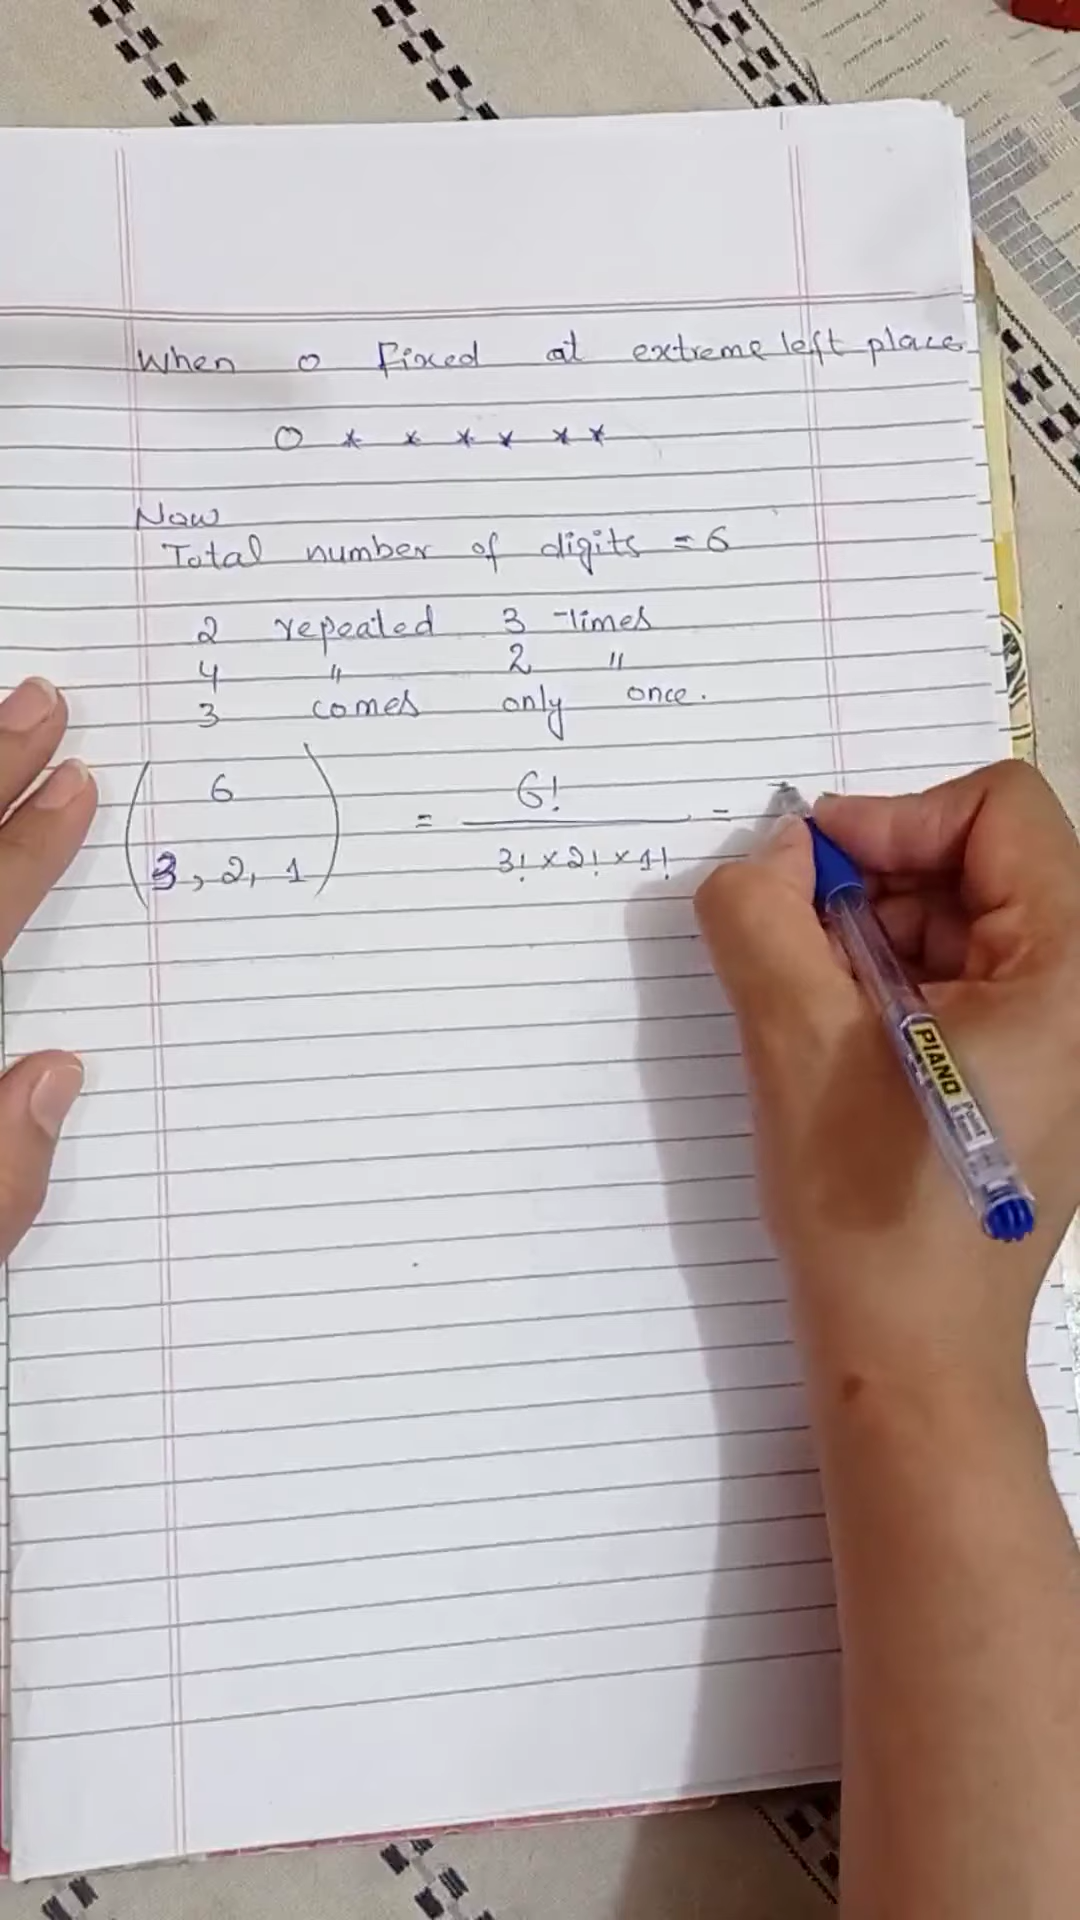 When 0 Fixed at extreme left place.
0 * * * * * *
Now
Total number of digits = 6
2 repeated 3 times
4 " 2 "
3 comes only once.
( 6 3, 2, 1 ) = 6! / 3! × 2! × 1! =
PIANO
Point